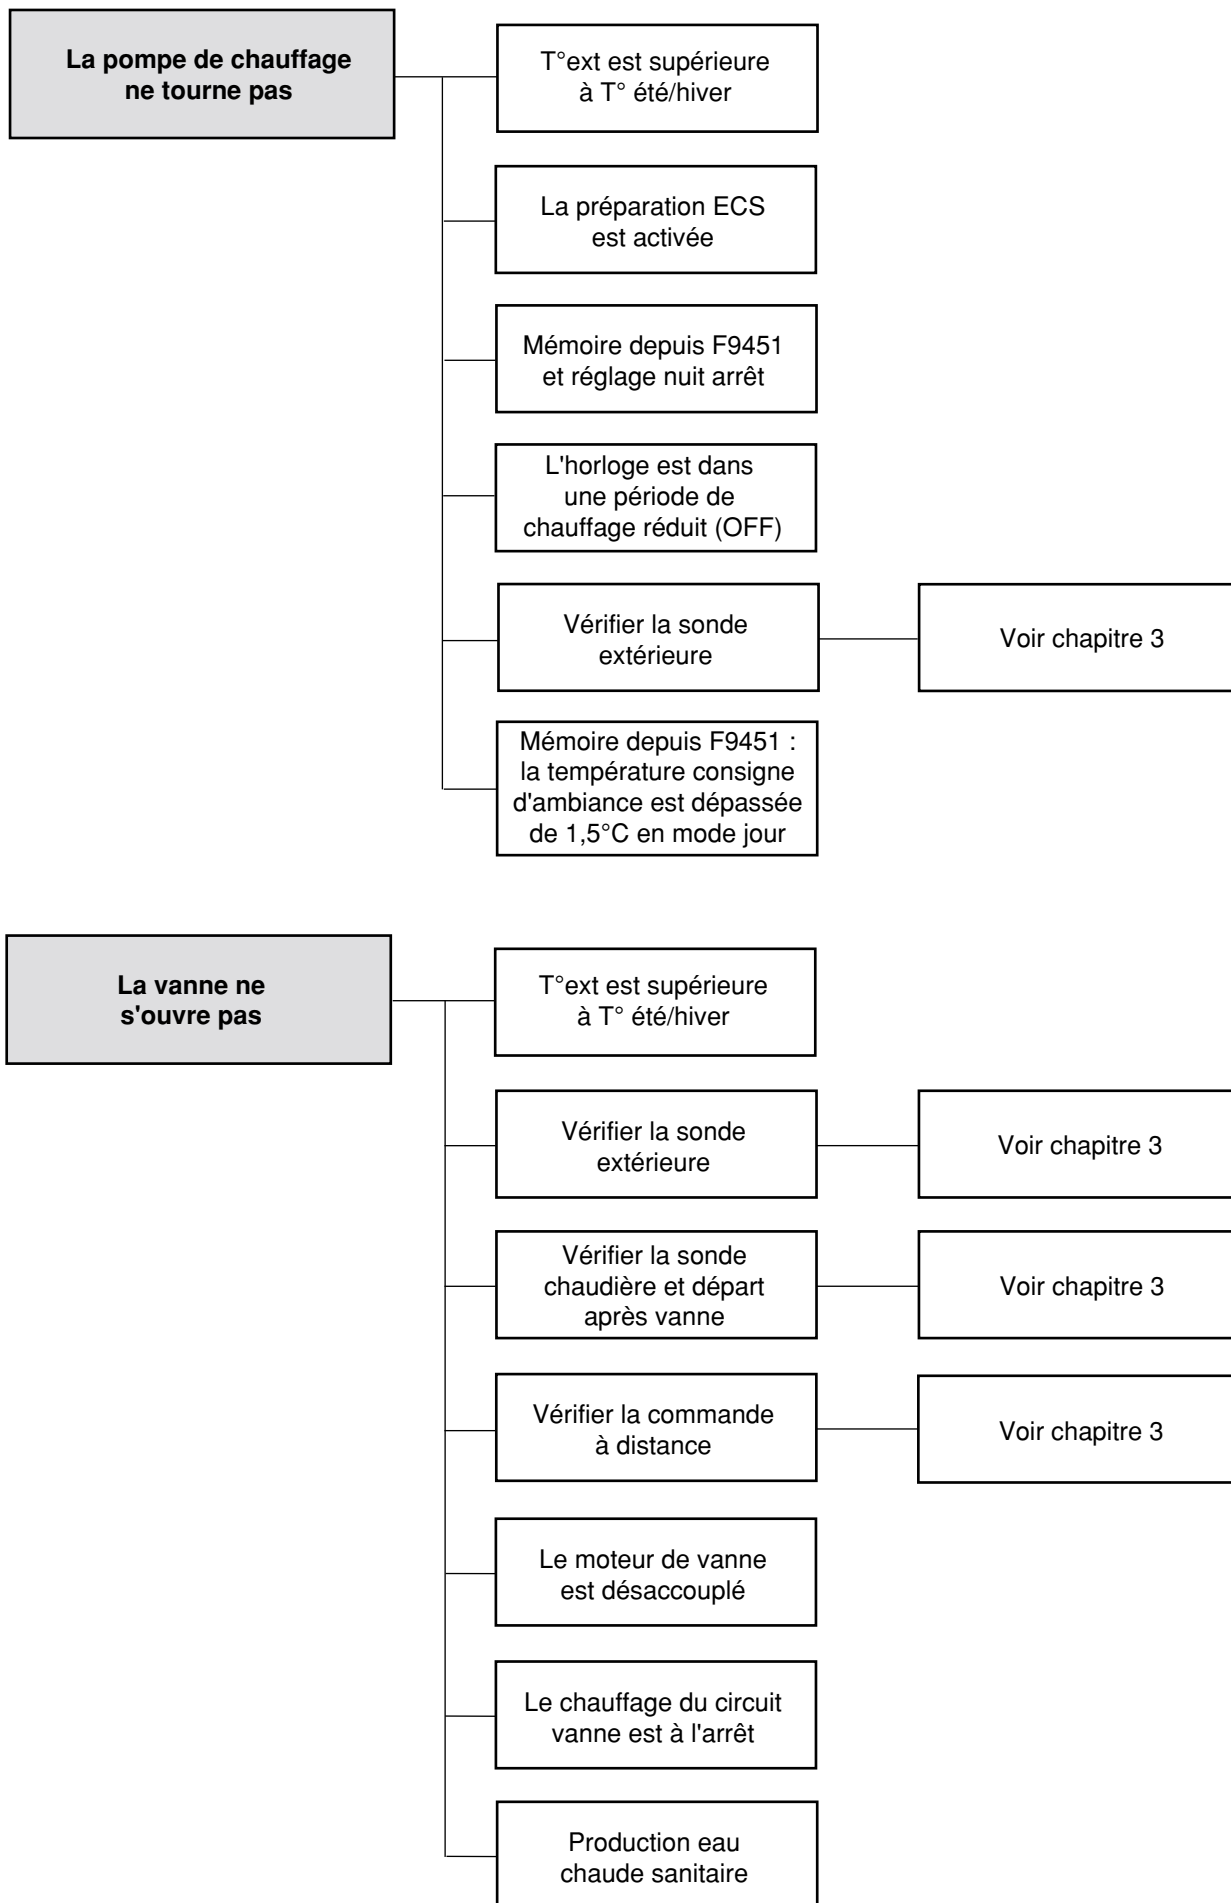 La pompe de chauffage
ne tourne pas
T°ext est supérieure
à T° été/hiver
La préparation ECS
est activée
Mémoire depuis F9451
et réglage nuit arrêt
L'horloge est dans
une période de
chauffage réduit (OFF)
Vérifier la sonde
extérieure
Voir chapitre 3
Mémoire depuis F9451 :
la température consigne
d'ambiance est dépassée
de 1,5°C en mode jour
La vanne ne
s'ouvre pas
T°ext est supérieure
à T° été/hiver
Vérifier la sonde
extérieure
Voir chapitre 3
Vérifier la sonde
chaudière et départ
après vanne
Voir chapitre 3
Vérifier la commande
à distance
Voir chapitre 3
Le moteur de vanne
est désaccouplé
Le chauffage du circuit
vanne est à l'arrêt
Production eau
chaude sanitaire